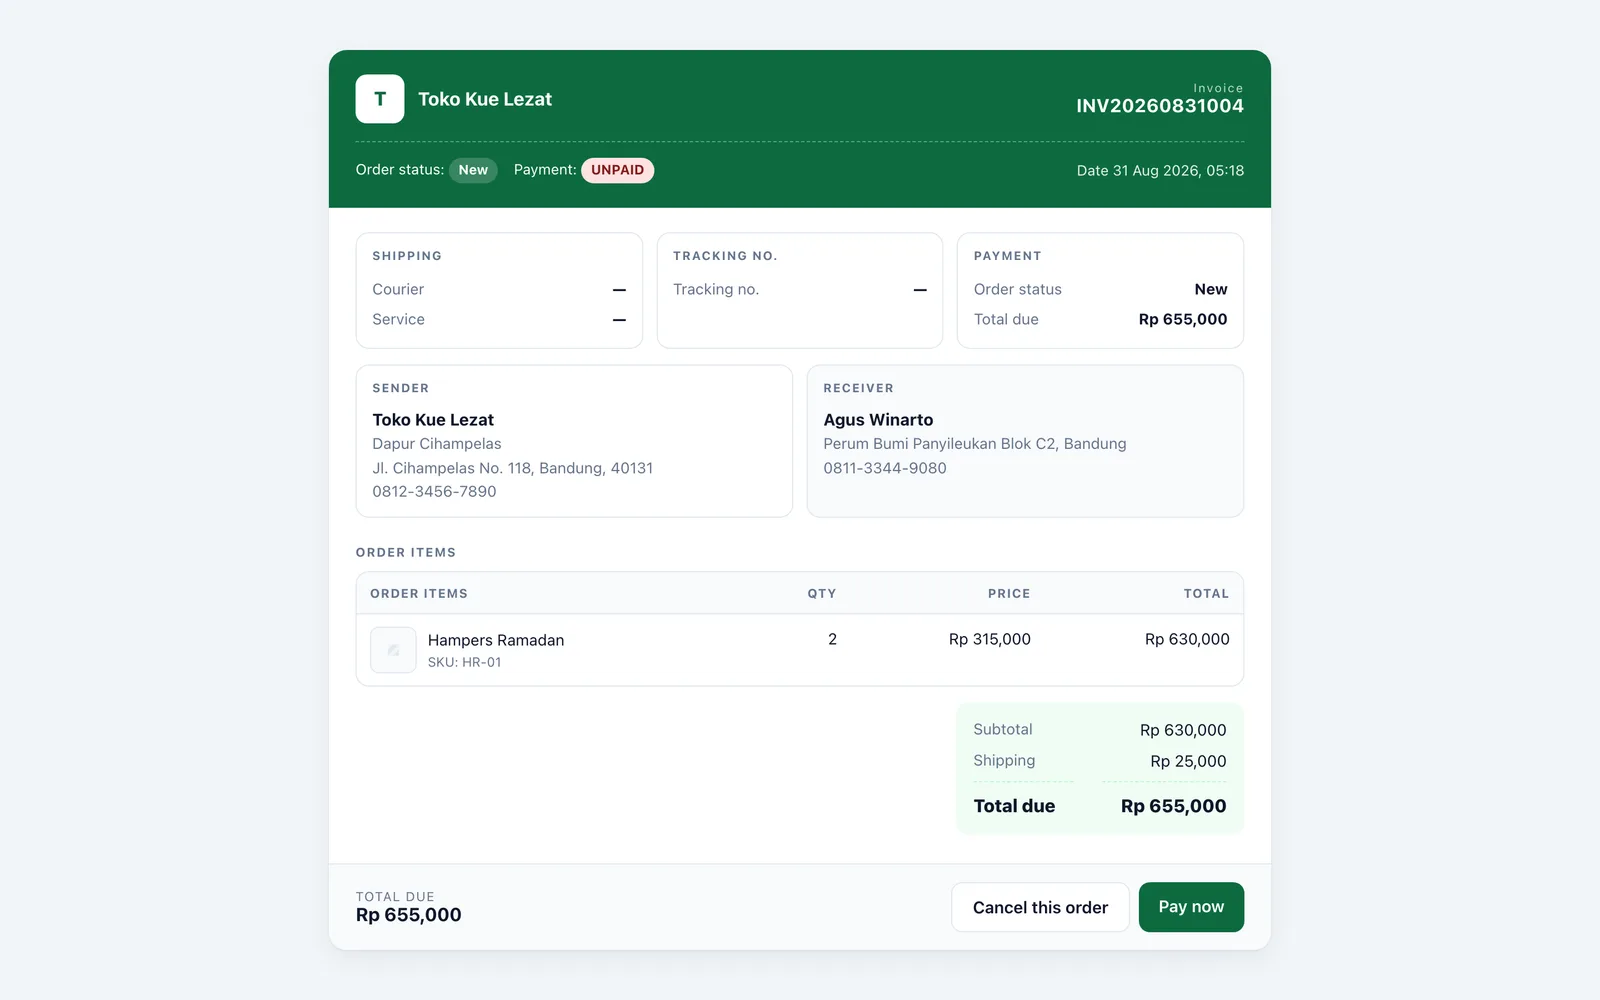 T
Toko Kue Lezat
Invoice
INV20260831004
Order status: New Payment: UNPAID
Date 31 Aug 2026, 05:18
SHIPPING
Courier —
Service —
TRACKING NO.
Tracking no. —
PAYMENT
Order status New
Total due Rp 655,000
SENDER
Toko Kue Lezat
Dapur Cihampelas
Jl. Cihampelas No. 118, Bandung, 40131
0812-3456-7890
RECEIVER
Agus Winarto
Perum Bumi Panyileukan Blok C2, Bandung
0811-3344-9080
ORDER ITEMS
ORDER ITEMS QTY PRICE TOTAL
Hampers Ramadan 2 Rp 315,000 Rp 630,000
SKU: HR-01
Subtotal Rp 630,000
Shipping Rp 25,000
Total due Rp 655,000
TOTAL DUE
Rp 655,000
Cancel this order
Pay now